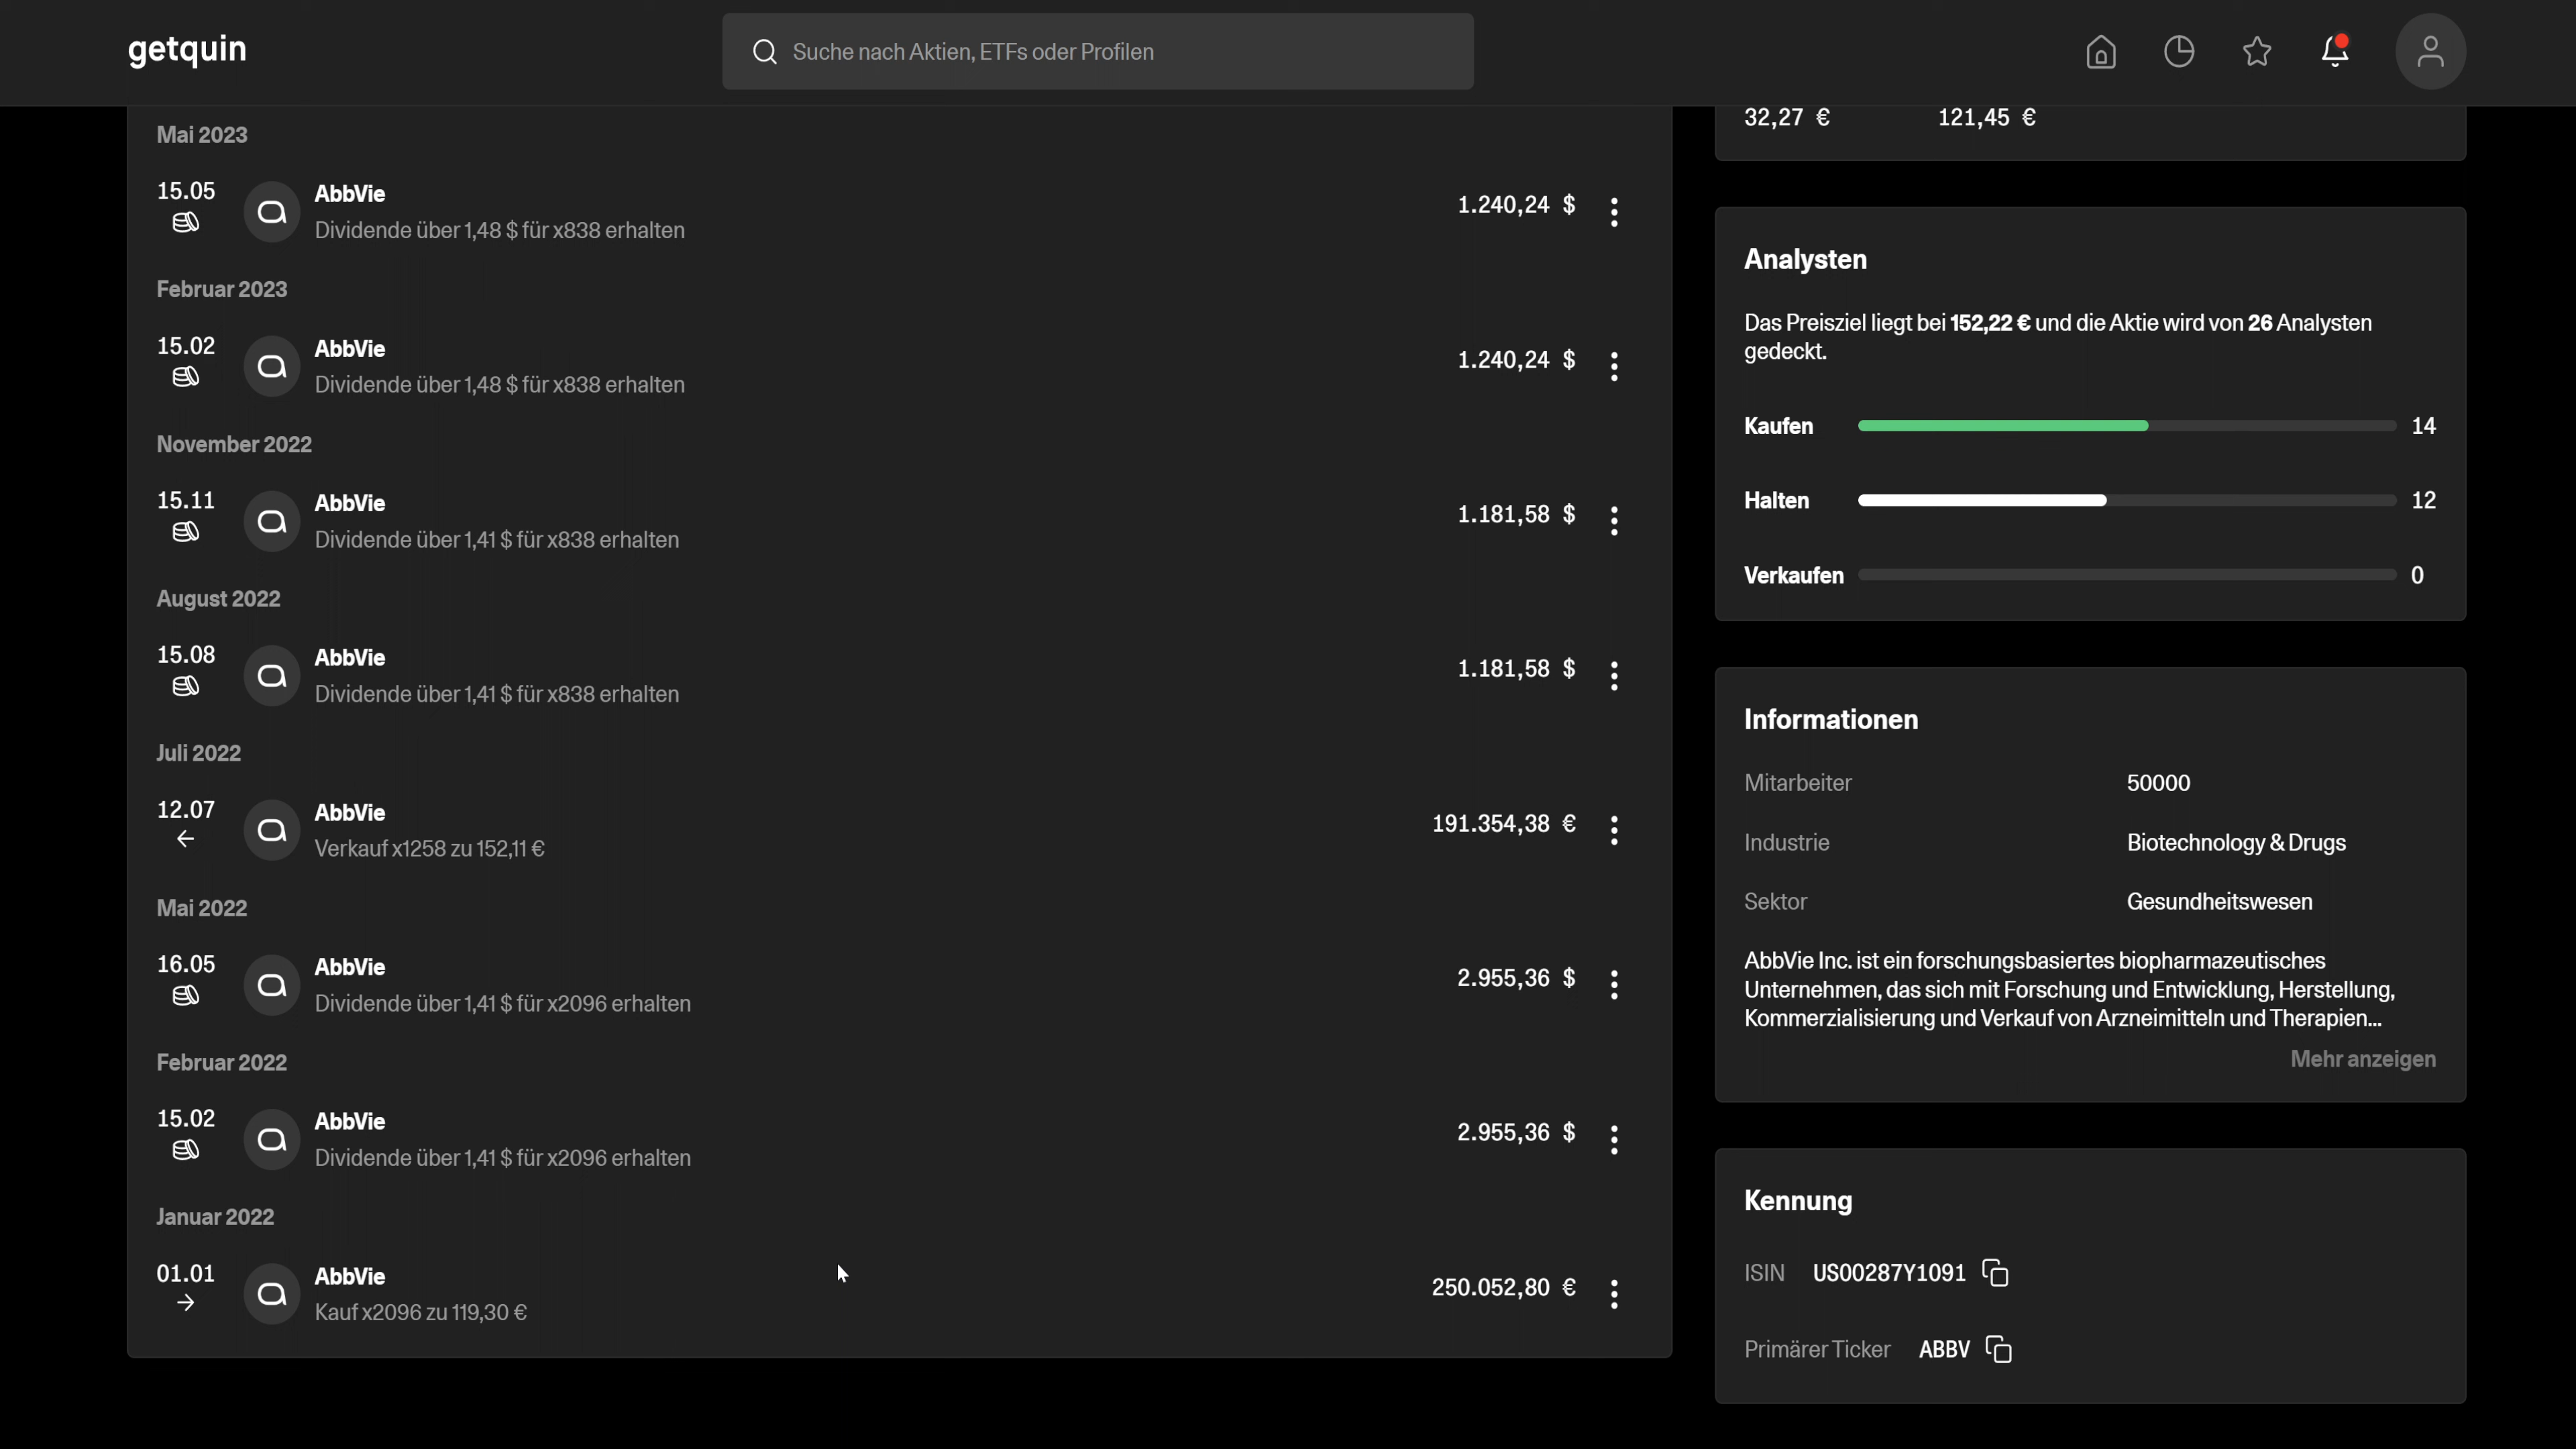 getquin
Suche nach Aktien, ETFs oder Profilen
Mai 2023
15.05
AbbVie
Dividende über 1,48 $ für x838 erhalten
1.240,24 $
Februar 2023
15.02
AbbVie
Dividende über 1,48 $ für x838 erhalten
1.240,24 $
November 2022
15.11
AbbVie
Dividende über 1,41 $ für x838 erhalten
1.181,58 $
August 2022
15.08
AbbVie
Dividende über 1,41 $ für x838 erhalten
1.181,58 $
Juli 2022
12.07
AbbVie
Verkauf x1258 zu 152,11 €
191.354,38 €
Mai 2022
16.05
AbbVie
Dividende über 1,41 $ für x2096 erhalten
2.955,36 $
Februar 2022
15.02
AbbVie
Dividende über 1,41 $ für x2096 erhalten
2.955,36 $
Januar 2022
01.01
AbbVie
Kauf x2096 zu 119,30 €
250.052,80 €
32,27 € 121,45 €
Analysten
Das Preisziel liegt bei 152,22 € und die Aktie wird von 26 Analysten
gedeckt.
Kaufen 14
Halten 12
Verkaufen 0
Informationen
Mitarbeiter 50000
Industrie Biotechnology & Drugs
Sektor Gesundheitswesen
AbbVie Inc. ist ein forschungsbasiertes biopharmazeutisches
Unternehmen, das sich mit Forschung und Entwicklung, Herstellung,
Kommerzialisierung und Verkauf von Arzneimitteln und Therapien...
Mehr anzeigen
Kennung
ISIN US00287Y1091
Primärer Ticker ABBV